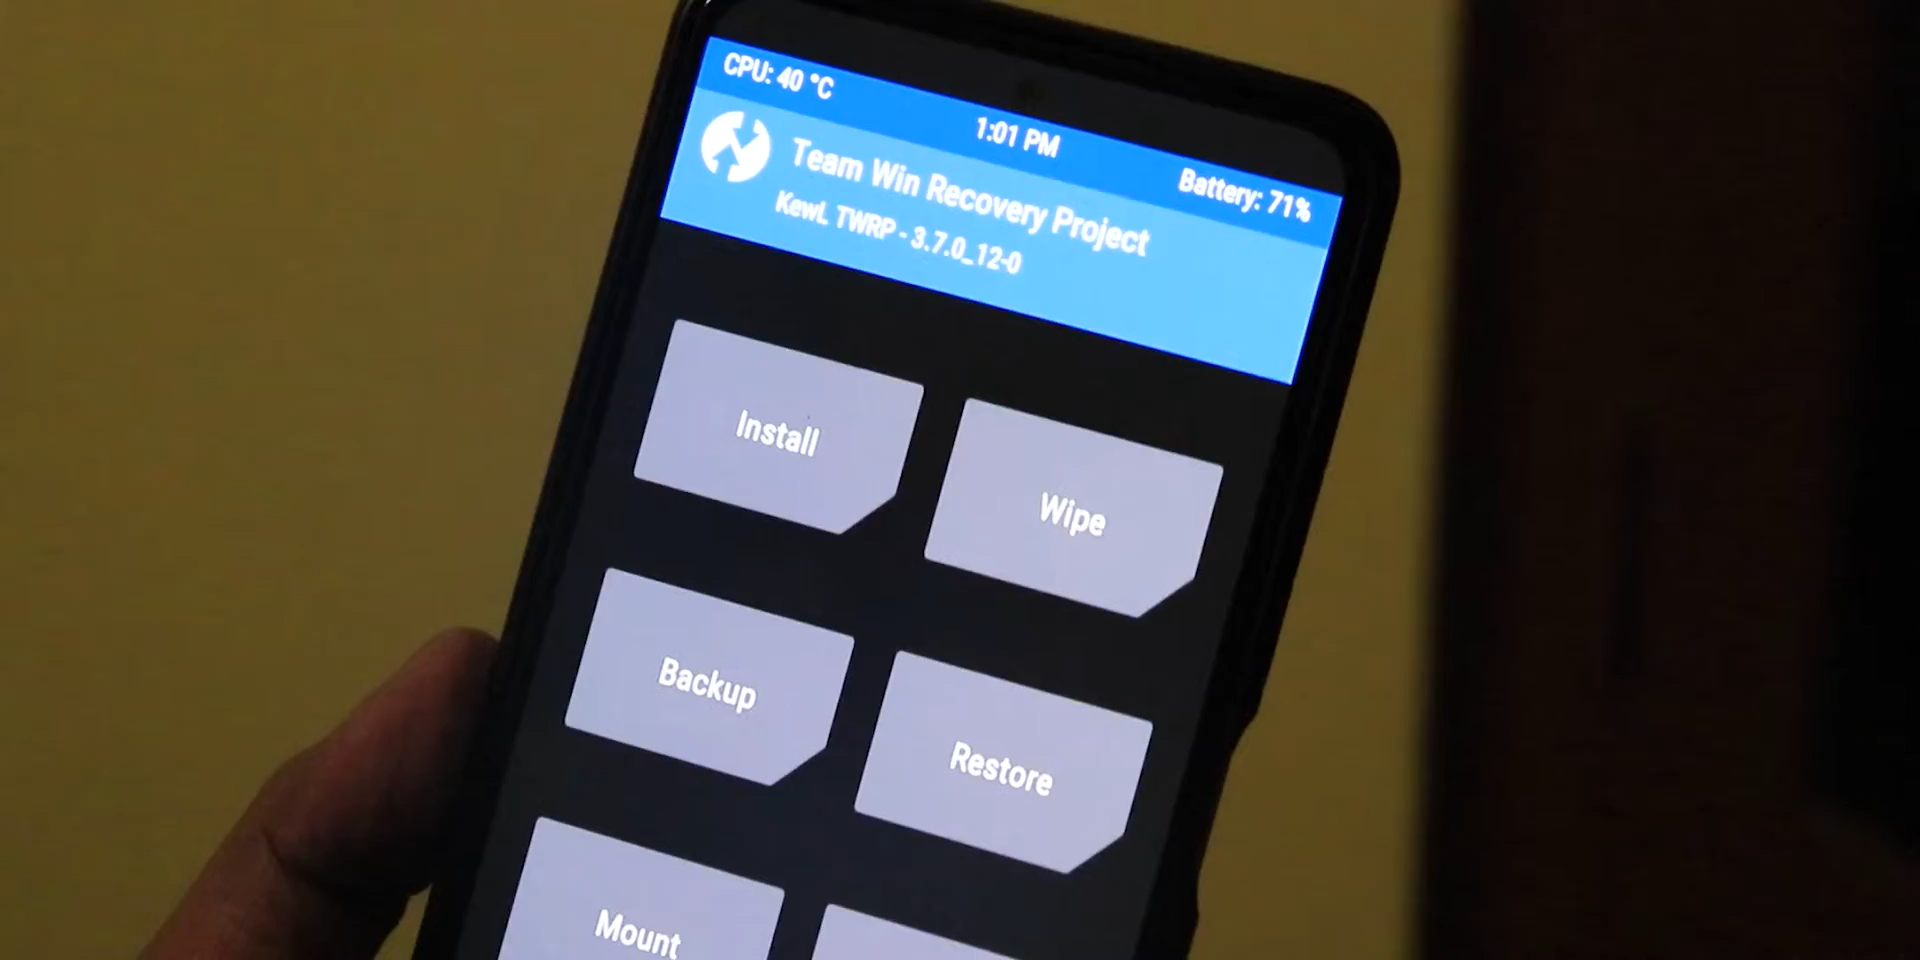 CPU: 40 °C
1:01 PM
Battery: 71%
Team Win Recovery Project
KewL TWRP - 3.7.0_12-0
Install
Wipe
Backup
Restore
Mount